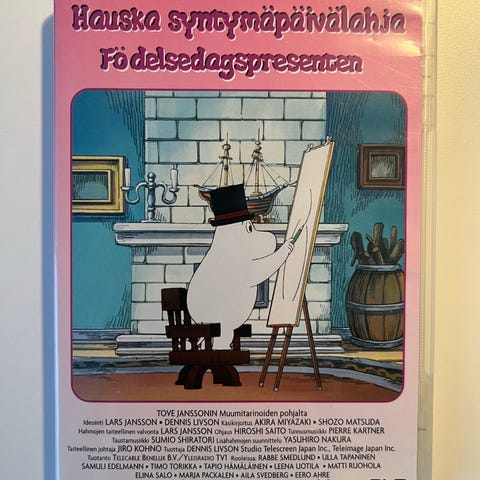 Hauska syntymäpäivälahja
Födelsedagspresenten
TOVE JANSSONIN Muumitarinoiden pohjalta
Ideointi LARS JANSSON • DENNIS LIVSON Käsikirjoitus AKIRA MIYAZAKI • SHOZO MATSUDA
Hahmojen taiteellinen valvonta LARS JANSSON Ohjaus HIROSHI SAITO Tunnusmusiikki PIERRE KARTNER
Taustamusiikki SUMIO SHIRATORI Lisähahmojen suunnittelu YASUHIRO NAKURA
Taiteellinen johtaja JIRO KOHNO Tuottaja DENNIS LIVSON Studio Telescreen Japan Inc., Teleimage Japan Inc.
Tuotanto TELECABLE BENELUX B.V./YLEISRADIO TV1 Rooleissa: RABBE SMEDLUND • ULLA TAPANINEN
SAMULI EDELMANN • TIMO TORIKKA • TAPIO HÄMÄLÄINEN • LEENA UOTILA • MATTI RUOHOLA
ELINA SALO • MARJA PACKALEN • AILA SVEDBERG • EERO AHRE